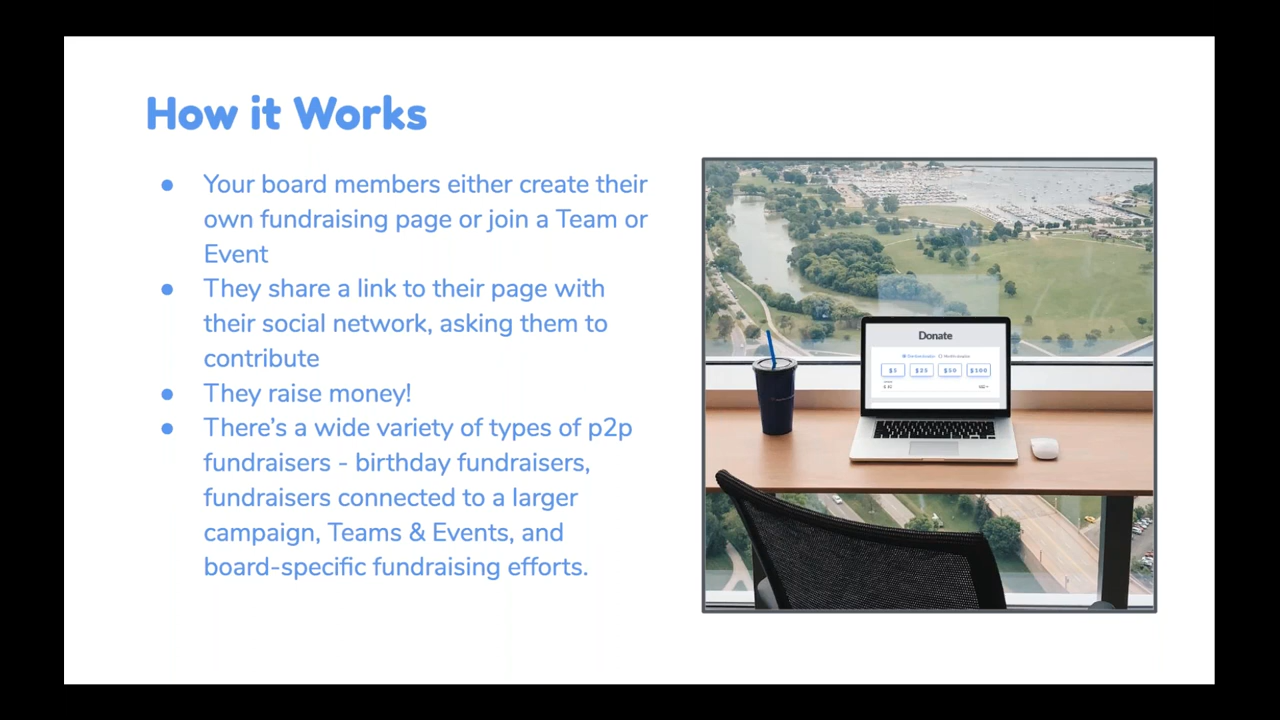 How it Works
● Your board members either create their
own fundraising page or join a Team or
Event
● They share a link to their page with
their social network, asking them to
contribute
● They raise money!
● There’s a wide variety of types of p2p
fundraisers - birthday fundraisers,
fundraisers connected to a larger
campaign, Teams & Events, and
board-specific fundraising efforts.
Donate
$5 $25 $50 $100